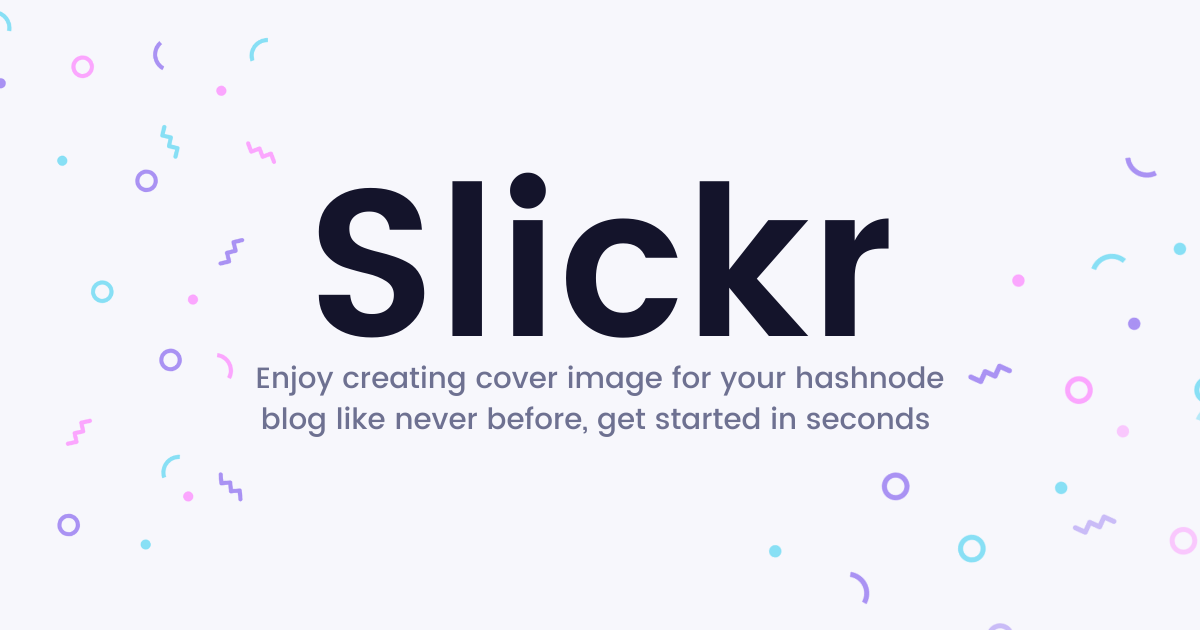 Slickr
Enjoy creating cover image for your hashnode
blog like never before, get started in seconds